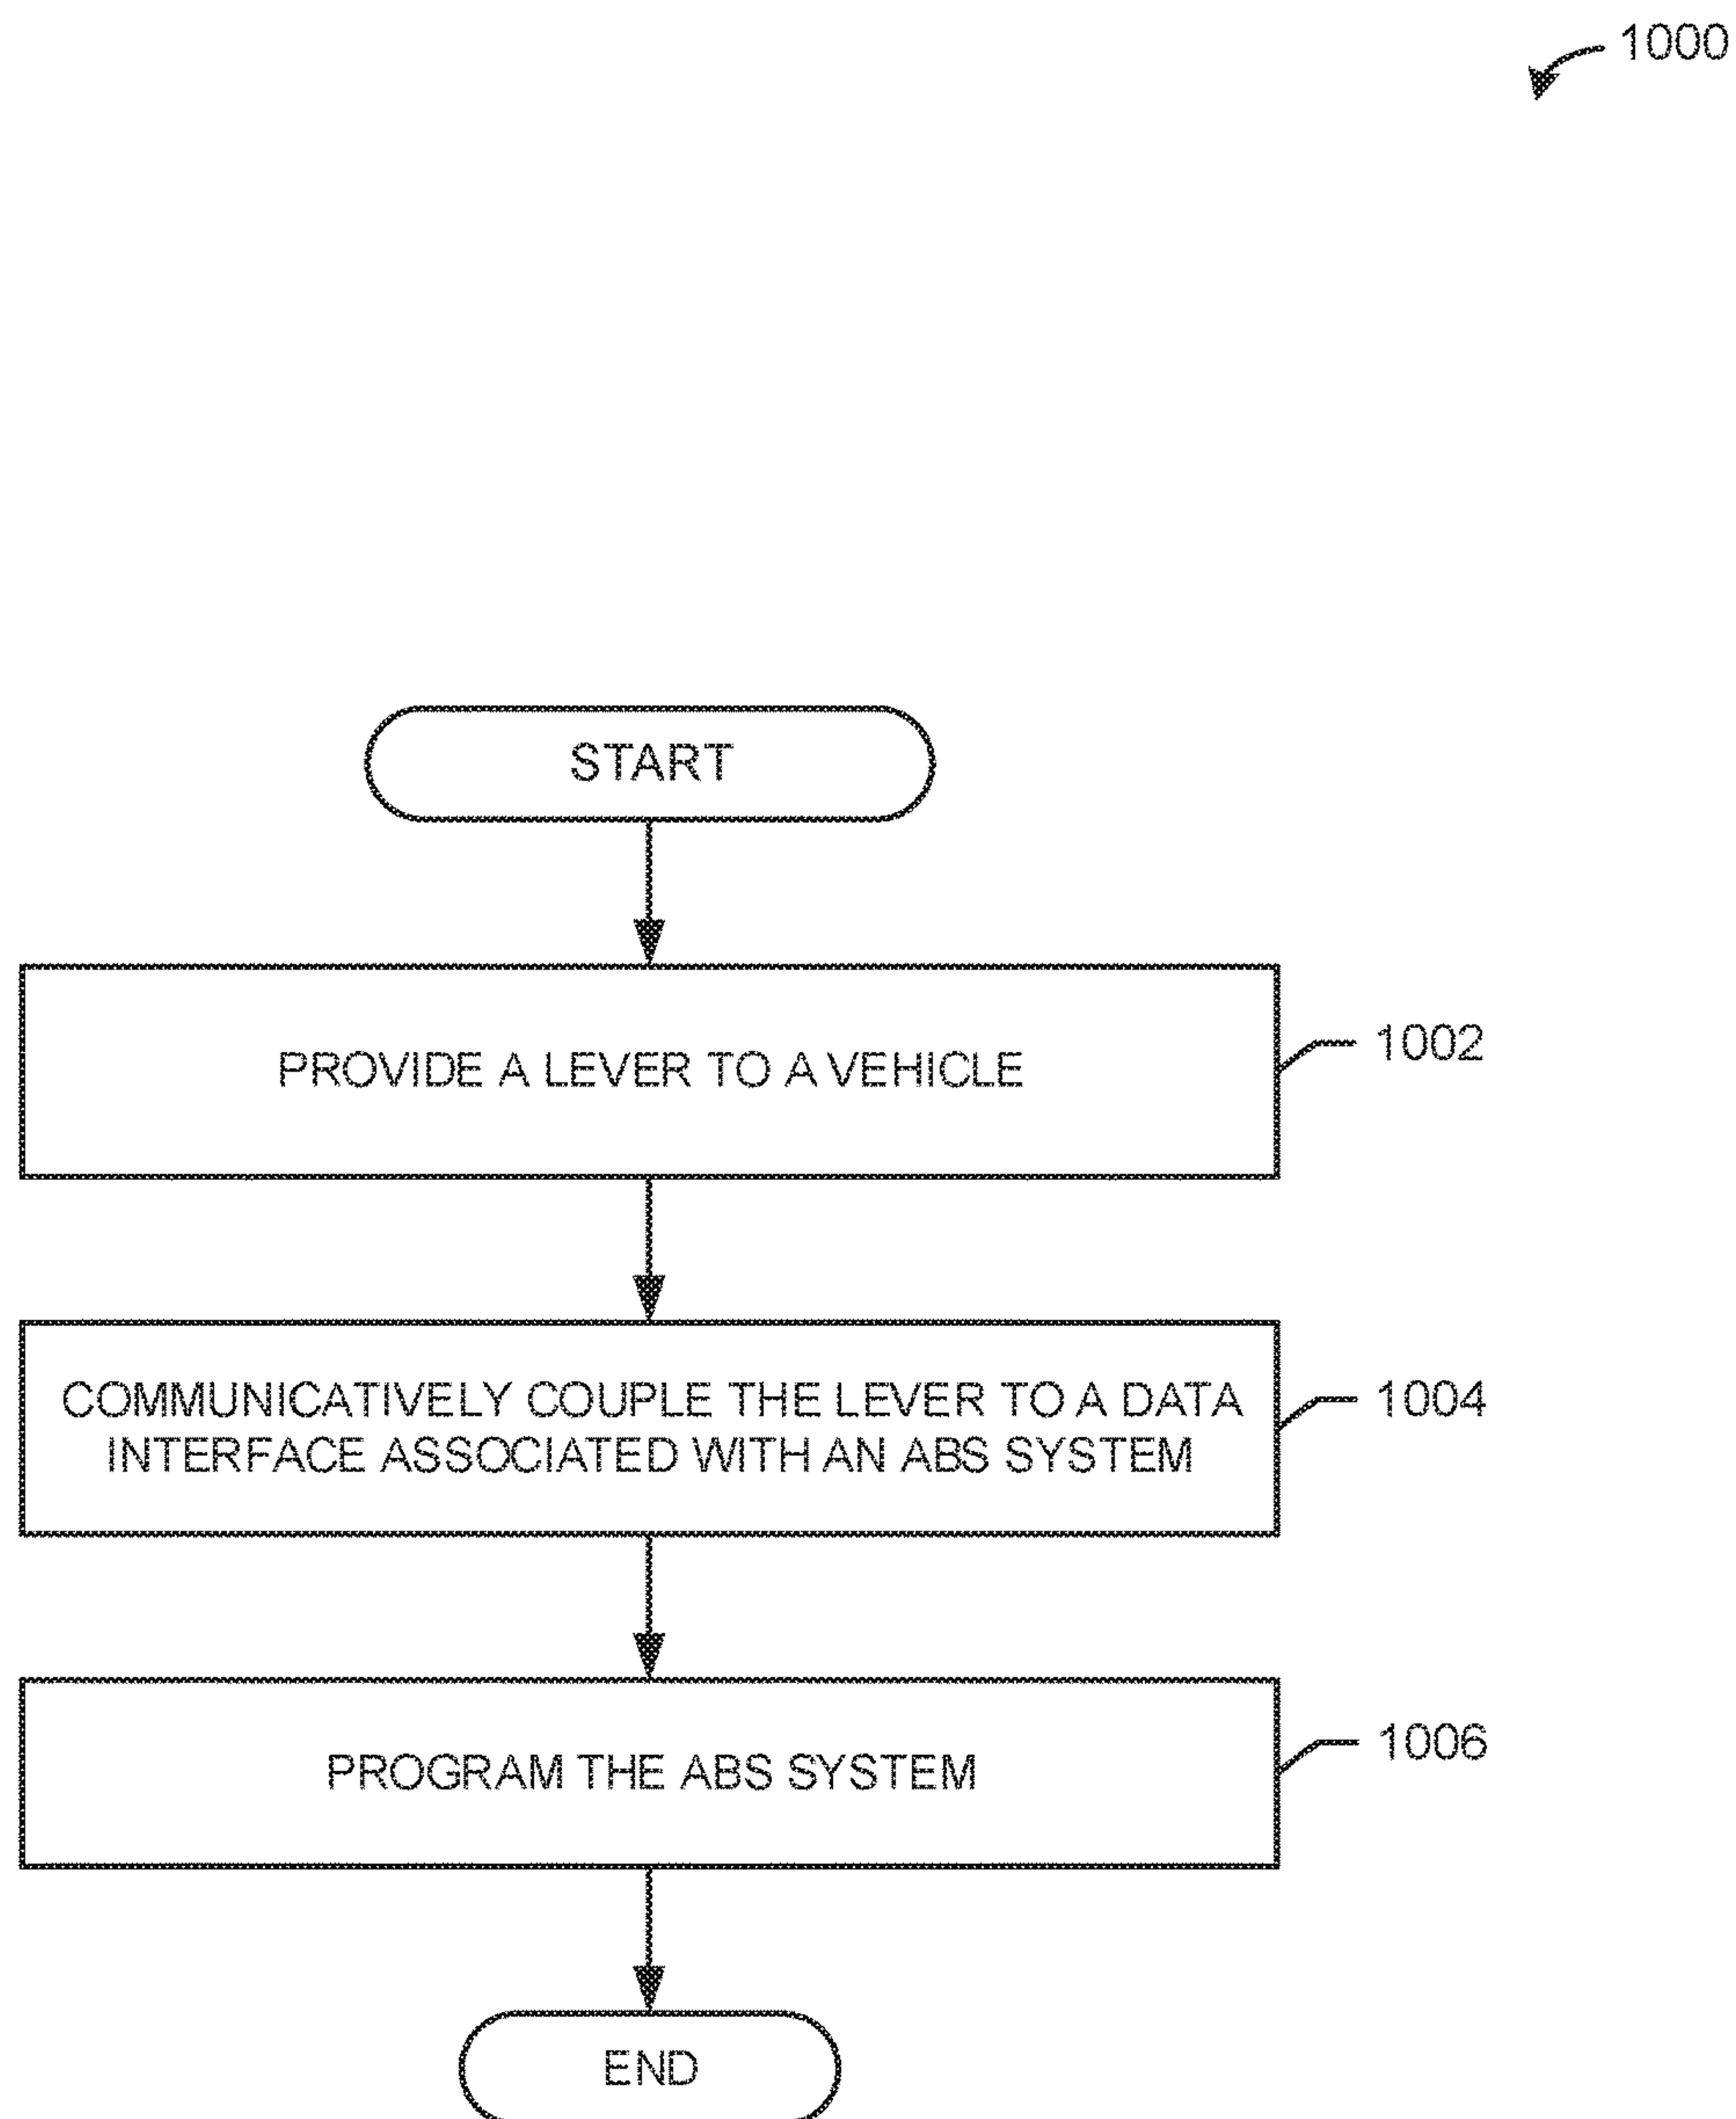 1000
START
PROVIDE A LEVER TO A VEHICLE
1002
COMMUNICATIVELY COUPLE THE LEVER TO A DATA
INTERFACE ASSOCIATED WITH AN ABS SYSTEM
1004
PROGRAM THE ABS SYSTEM
1006
END